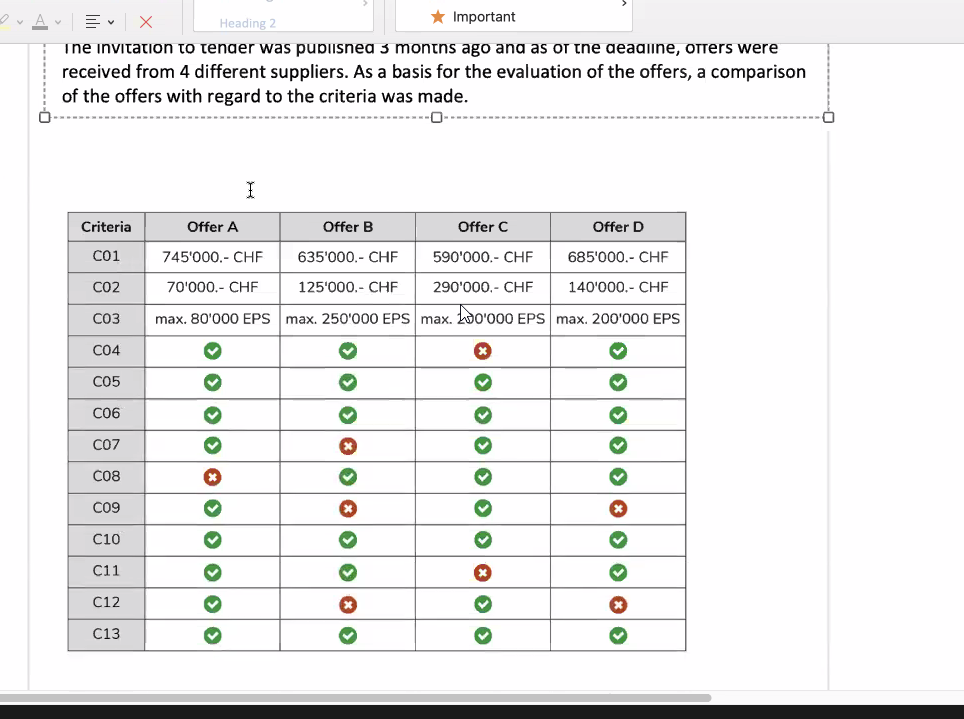 A
Heading 2
Important
The invitation to tender was published 3 months ago and as of the deadline, offers were
received from 4 different suppliers. As a basis for the evaluation of the offers, a comparison
of the offers with regard to the criteria was made.
Criteria Offer A Offer B Offer C Offer D
C01 745'000.- CHF 635'000.- CHF 590'000.- CHF 685'000.- CHF
C02 70'000.- CHF 125'000.- CHF 290'000.- CHF 140'000.- CHF
C03 max. 80'000 EPS max. 250'000 EPS max. 200'000 EPS max. 200'000 EPS
C04
C05
C06
C07
C08
C09
C10
C11
C12
C13